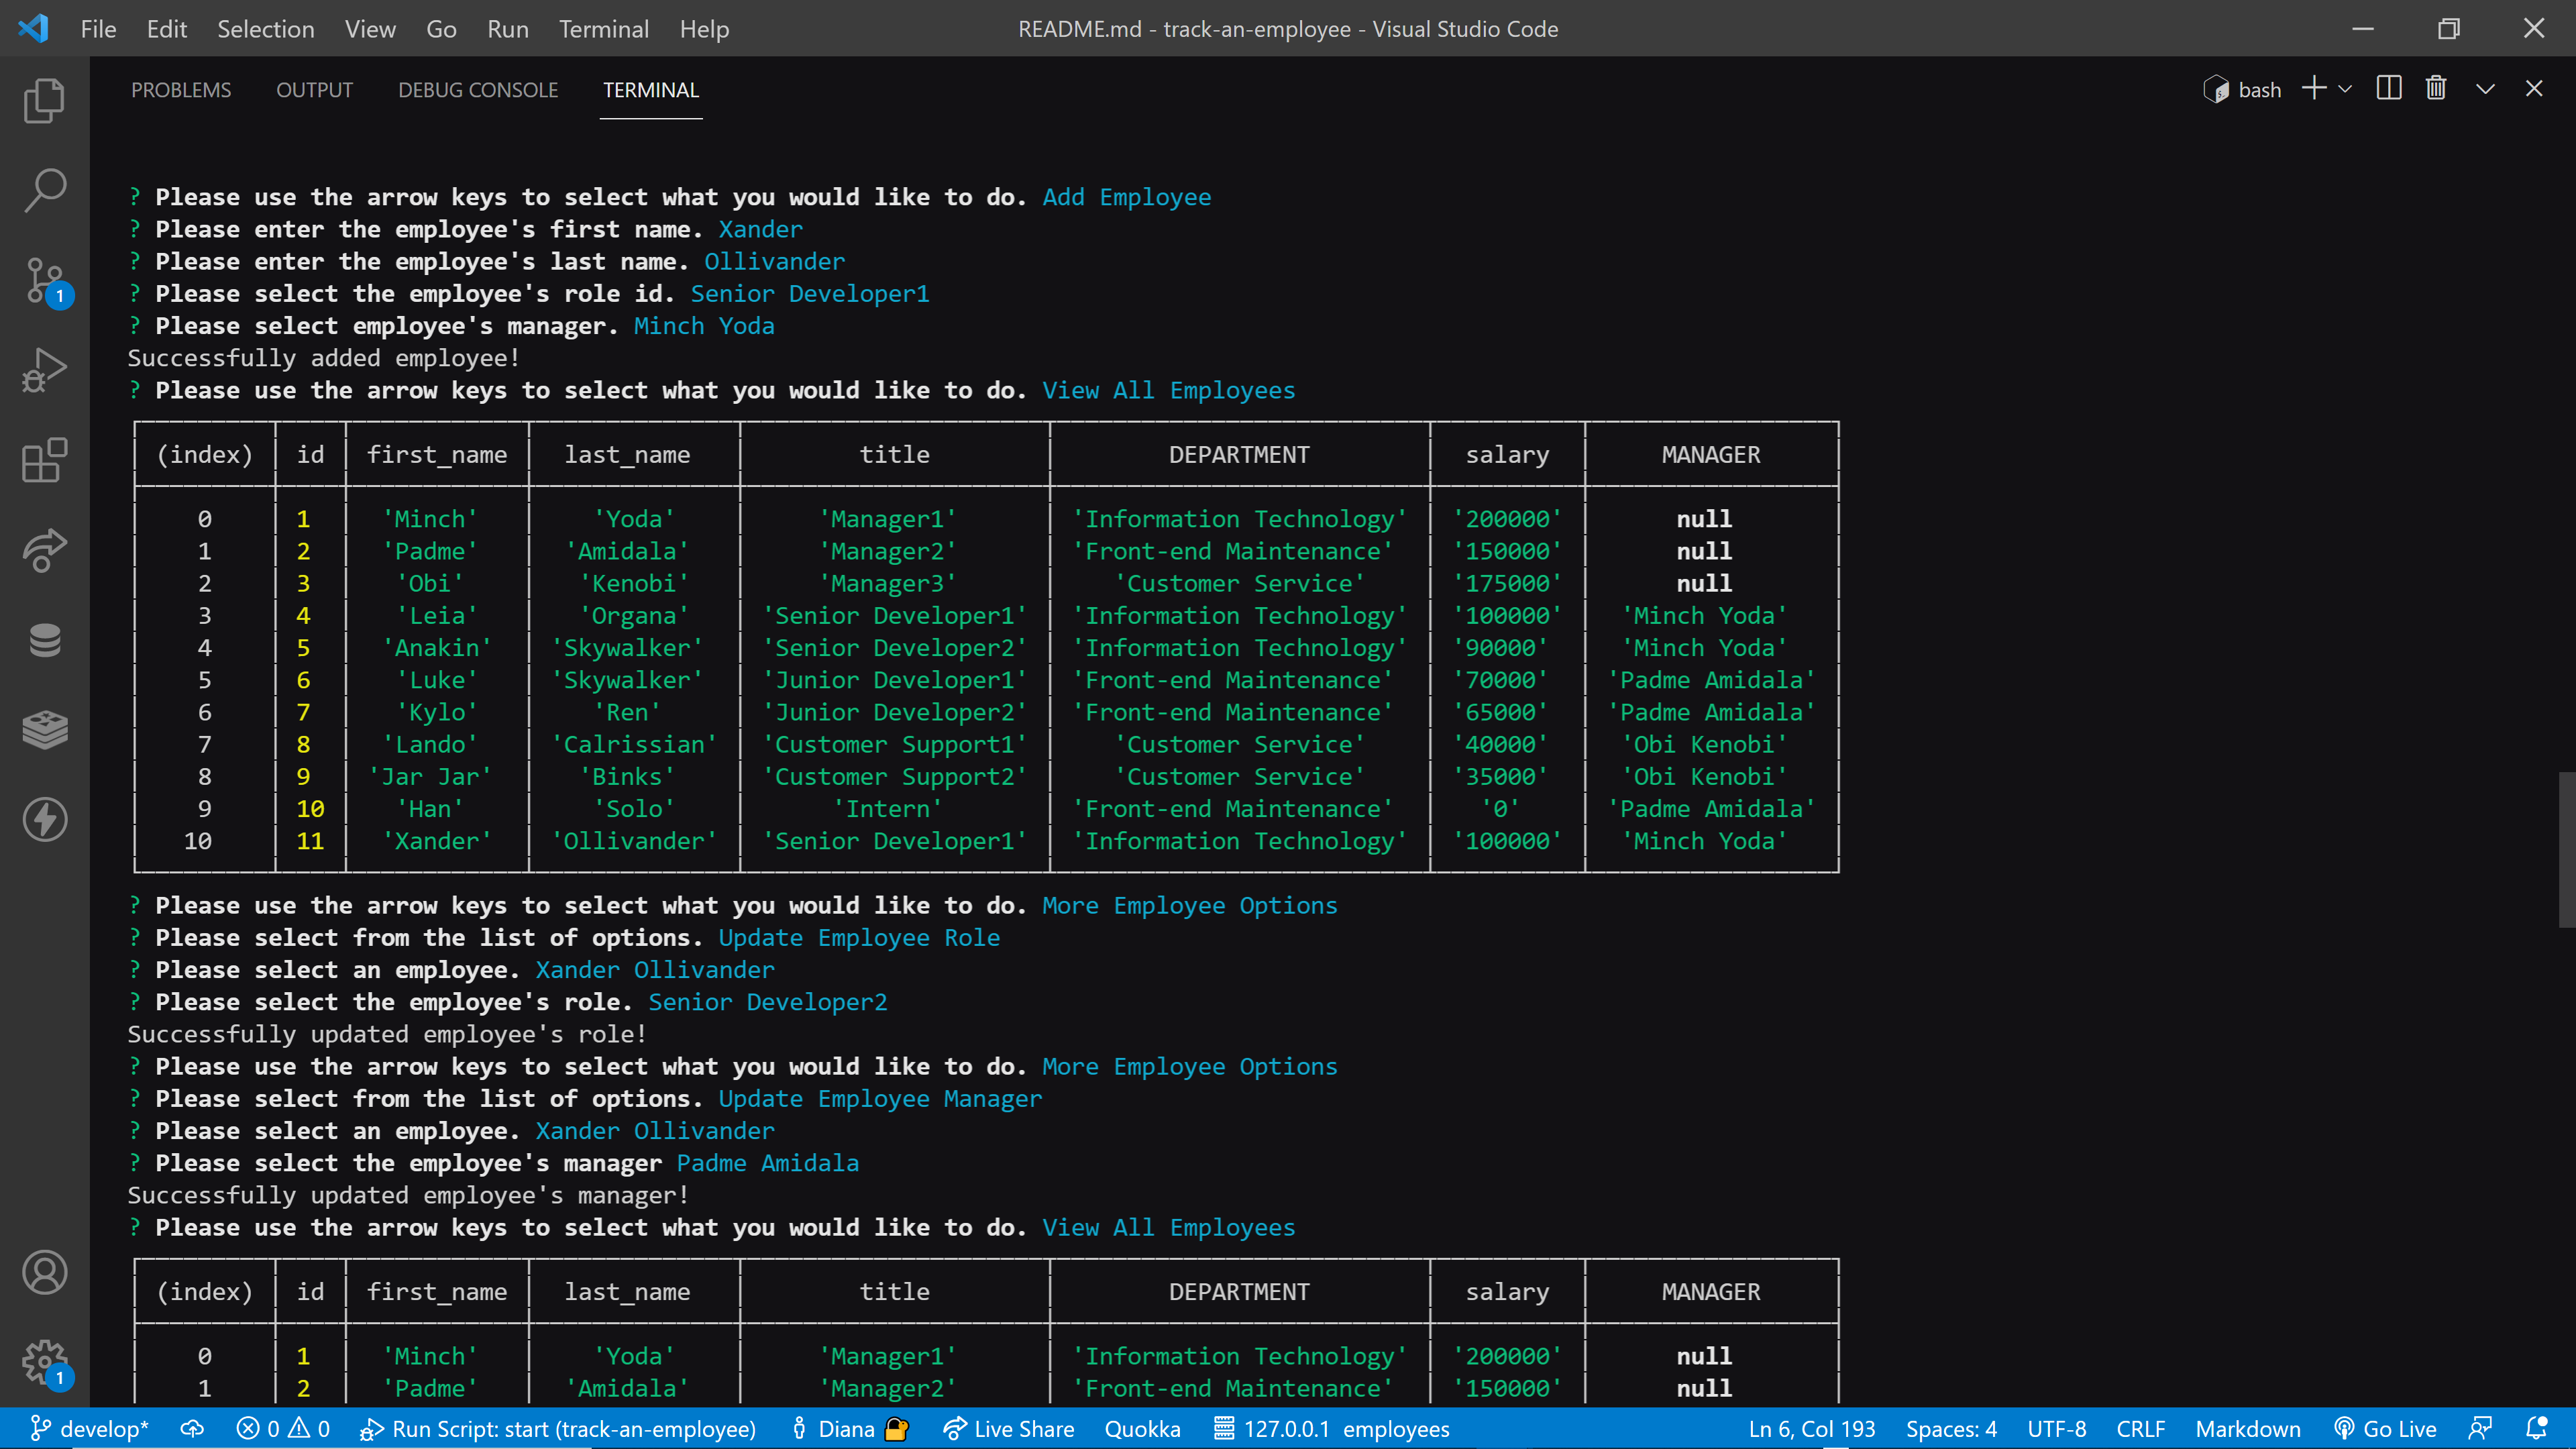 File Edit Selection View Go Run Terminal Help README.md - track-an-employee - Visual Studio Code
PROBLEMS OUTPUT DEBUG CONSOLE TERMINAL bash
? Please use the arrow keys to select what you would like to do. Add Employee
? Please enter the employee's first name. Xander
? Please enter the employee's last name. Ollivander
? Please select the employee's role id. Senior Developer1
1
? Please select employee's manager. Minch Yoda
Successfully added employee!
? Please use the arrow keys to select what you would like to do. View All Employees
(index) id first_name last_name title DEPARTMENT salary MANAGER
0 1 'Minch' 'Yoda' 'Manager1' 'Information Technology' '200000' null
1 2 'Padme' 'Amidala' 'Manager2' 'Front-end Maintenance' '150000' null
2 3 'Obi' 'Kenobi' 'Manager3' 'Customer Service' '175000' null
3 4 'Leia' 'Organa' 'Senior Developer1' 'Information Technology' '100000' 'Minch Yoda'
4 5 'Anakin' 'Skywalker' 'Senior Developer2' 'Information Technology' '90000' 'Minch Yoda'
5 6 'Luke' 'Skywalker' 'Junior Developer1' 'Front-end Maintenance' '70000' 'Padme Amidala'
6 7 'Kylo' 'Ren' 'Junior Developer2' 'Front-end Maintenance' '65000' 'Padme Amidala'
7 8 'Lando' 'Calrissian' 'Customer Support1' 'Customer Service' '40000' 'Obi Kenobi'
8 9 'Jar Jar' 'Binks' 'Customer Support2' 'Customer Service' '35000' 'Obi Kenobi'
9 10 'Han' 'Solo' 'Intern' 'Front-end Maintenance' '0' 'Padme Amidala'
10 11 'Xander' 'Ollivander' 'Senior Developer1' 'Information Technology' '100000' 'Minch Yoda'
? Please use the arrow keys to select what you would like to do. More Employee Options
? Please select from the list of options. Update Employee Role
? Please select an employee. Xander Ollivander
? Please select the employee's role. Senior Developer2
Successfully updated employee's role!
? Please use the arrow keys to select what you would like to do. More Employee Options
? Please select from the list of options. Update Employee Manager
? Please select an employee. Xander Ollivander
? Please select the employee's manager Padme Amidala
Successfully updated employee's manager!
? Please use the arrow keys to select what you would like to do. View All Employees
(index) id first_name last_name title DEPARTMENT salary MANAGER
0 1 'Minch' 'Yoda' 'Manager1' 'Information Technology' '200000' null
1
1 2 'Padme' 'Amidala' 'Manager2' 'Front-end Maintenance' '150000' null
develop* 0 0 Run Script: start (track-an-employee) Diana Live Share Quokka 127.0.0.1 employees Ln 6, Col 193 Spaces: 4 UTF-8 CRLF Markdown Go Live